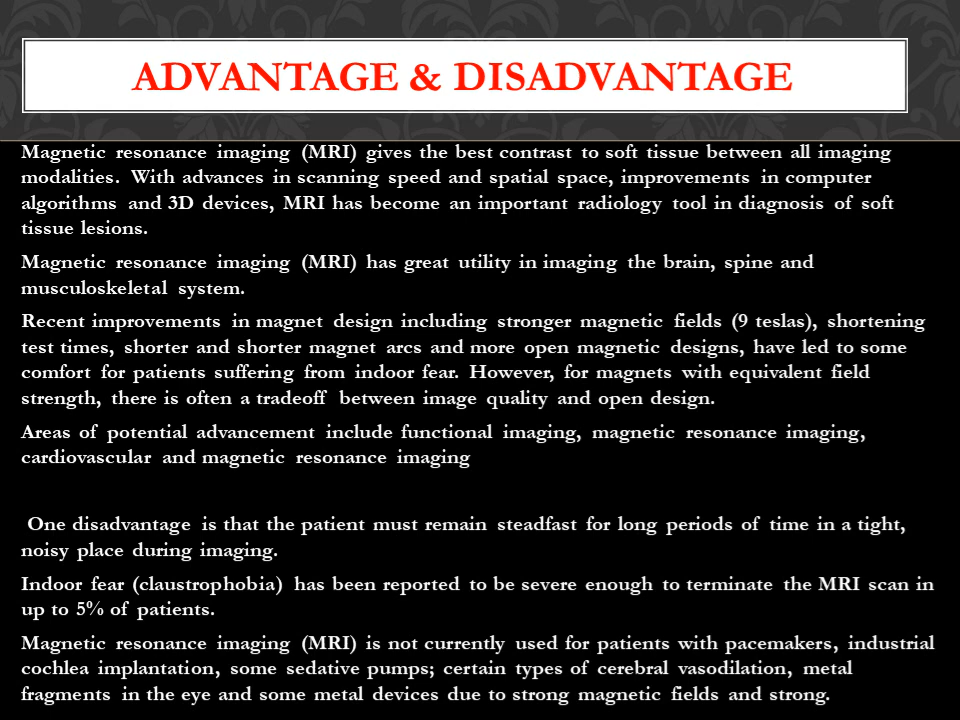 ADVANTAGE & DISADVANTAGE
Magnetic resonance imaging (MRI) gives the best contrast to soft tissue between all imaging
modalities. With advances in scanning speed and spatial space, improvements in computer
algorithms and 3D devices, MRI has become an important radiology tool in diagnosis of soft
tissue lesions.
Magnetic resonance imaging (MRI) has great utility in imaging the brain, spine and
musculoskeletal system.
Recent improvements in magnet design including stronger magnetic fields (9 teslas), shortening
test times, shorter and shorter magnet arcs and more open magnetic designs, have led to some
comfort for patients suffering from indoor fear. However, for magnets with equivalent field
strength, there is often a tradeoff between image quality and open design.
Areas of potential advancement include functional imaging, magnetic resonance imaging,
cardiovascular and magnetic resonance imaging
One disadvantage is that the patient must remain steadfast for long periods of time in a tight,
noisy place during imaging.
Indoor fear (claustrophobia) has been reported to be severe enough to terminate the MRI scan in
up to 5% of patients.
Magnetic resonance imaging (MRI) is not currently used for patients with pacemakers, industrial
cochlea implantation, some sedative pumps; certain types of cerebral vasodilation, metal
fragments in the eye and some metal devices due to strong magnetic fields and strong.